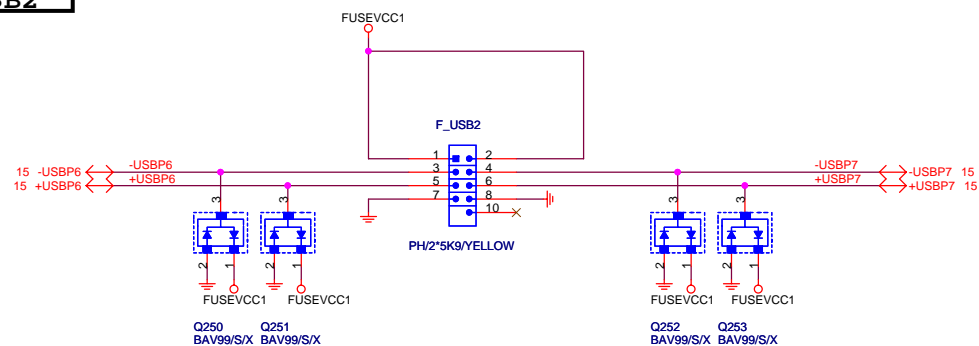 FUSEVCC1
F_USB2
1 2
15 -USBP6 -USBP6 3 4 -USBP7 -USBP7 15
15 +USBP6 +USBP6 5 6 +USBP7 +USBP7 15
7 8
10
3 3 3 3
PH/2*5K9/YELLOW
2 1 2 1 2 1 2 1
FUSEVCC1 FUSEVCC1 FUSEVCC1 FUSEVCC1
Q250 Q251 Q252 Q253
BAV99/S/X BAV99/S/X BAV99/S/X BAV99/S/X